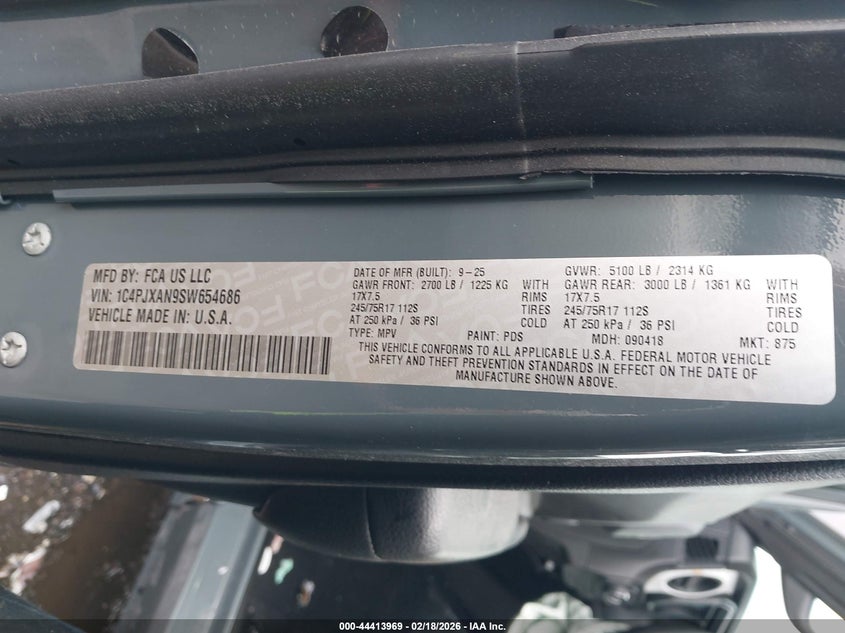 MFD BY: FCA US LLC
VIN: 1C4PJXAN9SW654686
VEHICLE MADE IN: U.S.A.
DATE OF MFR (BUILT): 9-25 GVWR: 5100 LB / 2314 KG
GAWR FRONT: 2700 LB / 1225 KG WITH GAWR REAR: 3000 LB / 1361 KG WITH
17X7.5 RIMS 17X7.5 RIMS
245/75R17 112S TIRES 245/75R17 112S TIRES
AT 250 kPa / 36 PSI COLD AT 250 kPa / 36 PSI COLD
TYPE: MPV PAINT: PDS MDH: 090418 MKT: 875
THIS VEHICLE CONFORMS TO ALL APPLICABLE U.S.A. FEDERAL MOTOR VEHICLE
SAFETY AND THEFT PREVENTION STANDARDS IN EFFECT ON THE DATE OF
MANUFACTURE SHOWN ABOVE.
000-44413969 - 02/18/2026 - IAA Inc.